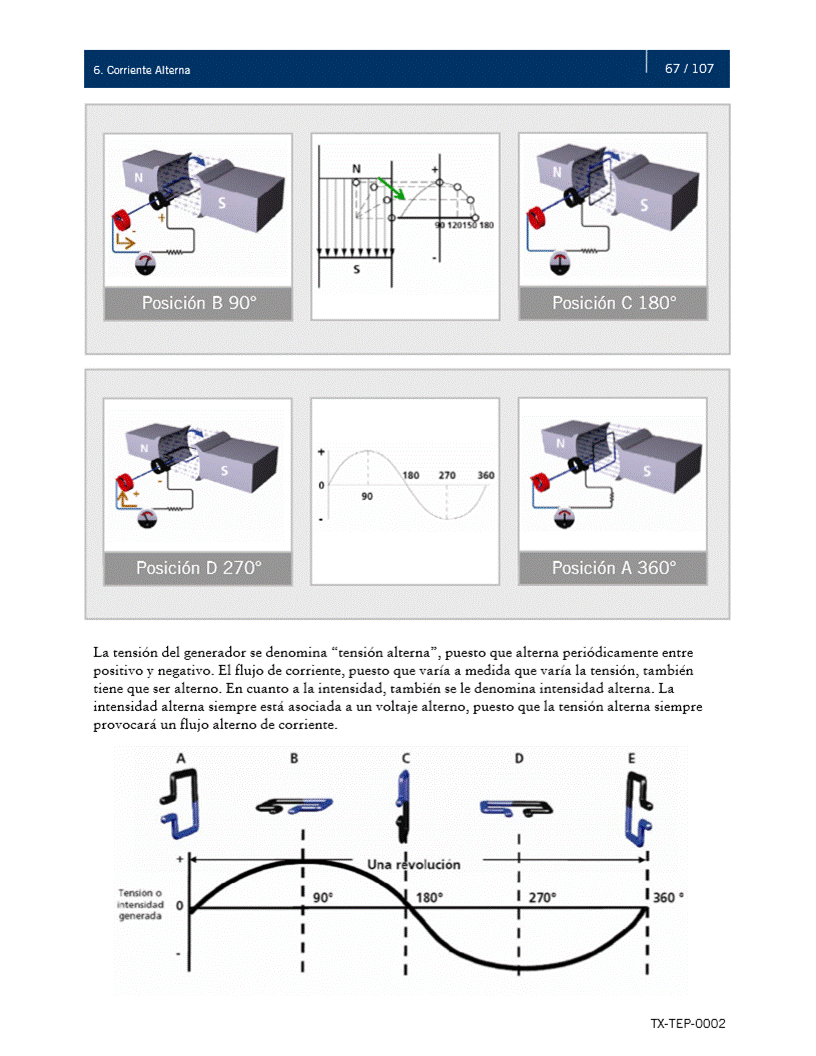 6. Corriente Alterna
67 / 107
N
S
+
-
Posición B 90°
N
+
90 120 150 180
S
-
N
S
Posición C 180°
N
S
+
-
Posición D 270°
+
0
-
90
180
270
360
N
S
Posición A 360°
La tensión del generador se denomina “tensión alterna”, puesto que alterna periódicamente entre
positivo y negativo. El flujo de corriente, puesto que varía a medida que varía la tensión, también
tiene que ser alterno. En cuanto a la intensidad, también se le denomina intensidad alterna. La
intensidad alterna siempre está asociada a un voltaje alterno, puesto que la tensión alterna siempre
provocará un flujo alterno de corriente.
A B C D E
+
Una revolución
Tension o
intensidad
generada
0
90° 180° 270° 360 °
-
TX-TEP-0002